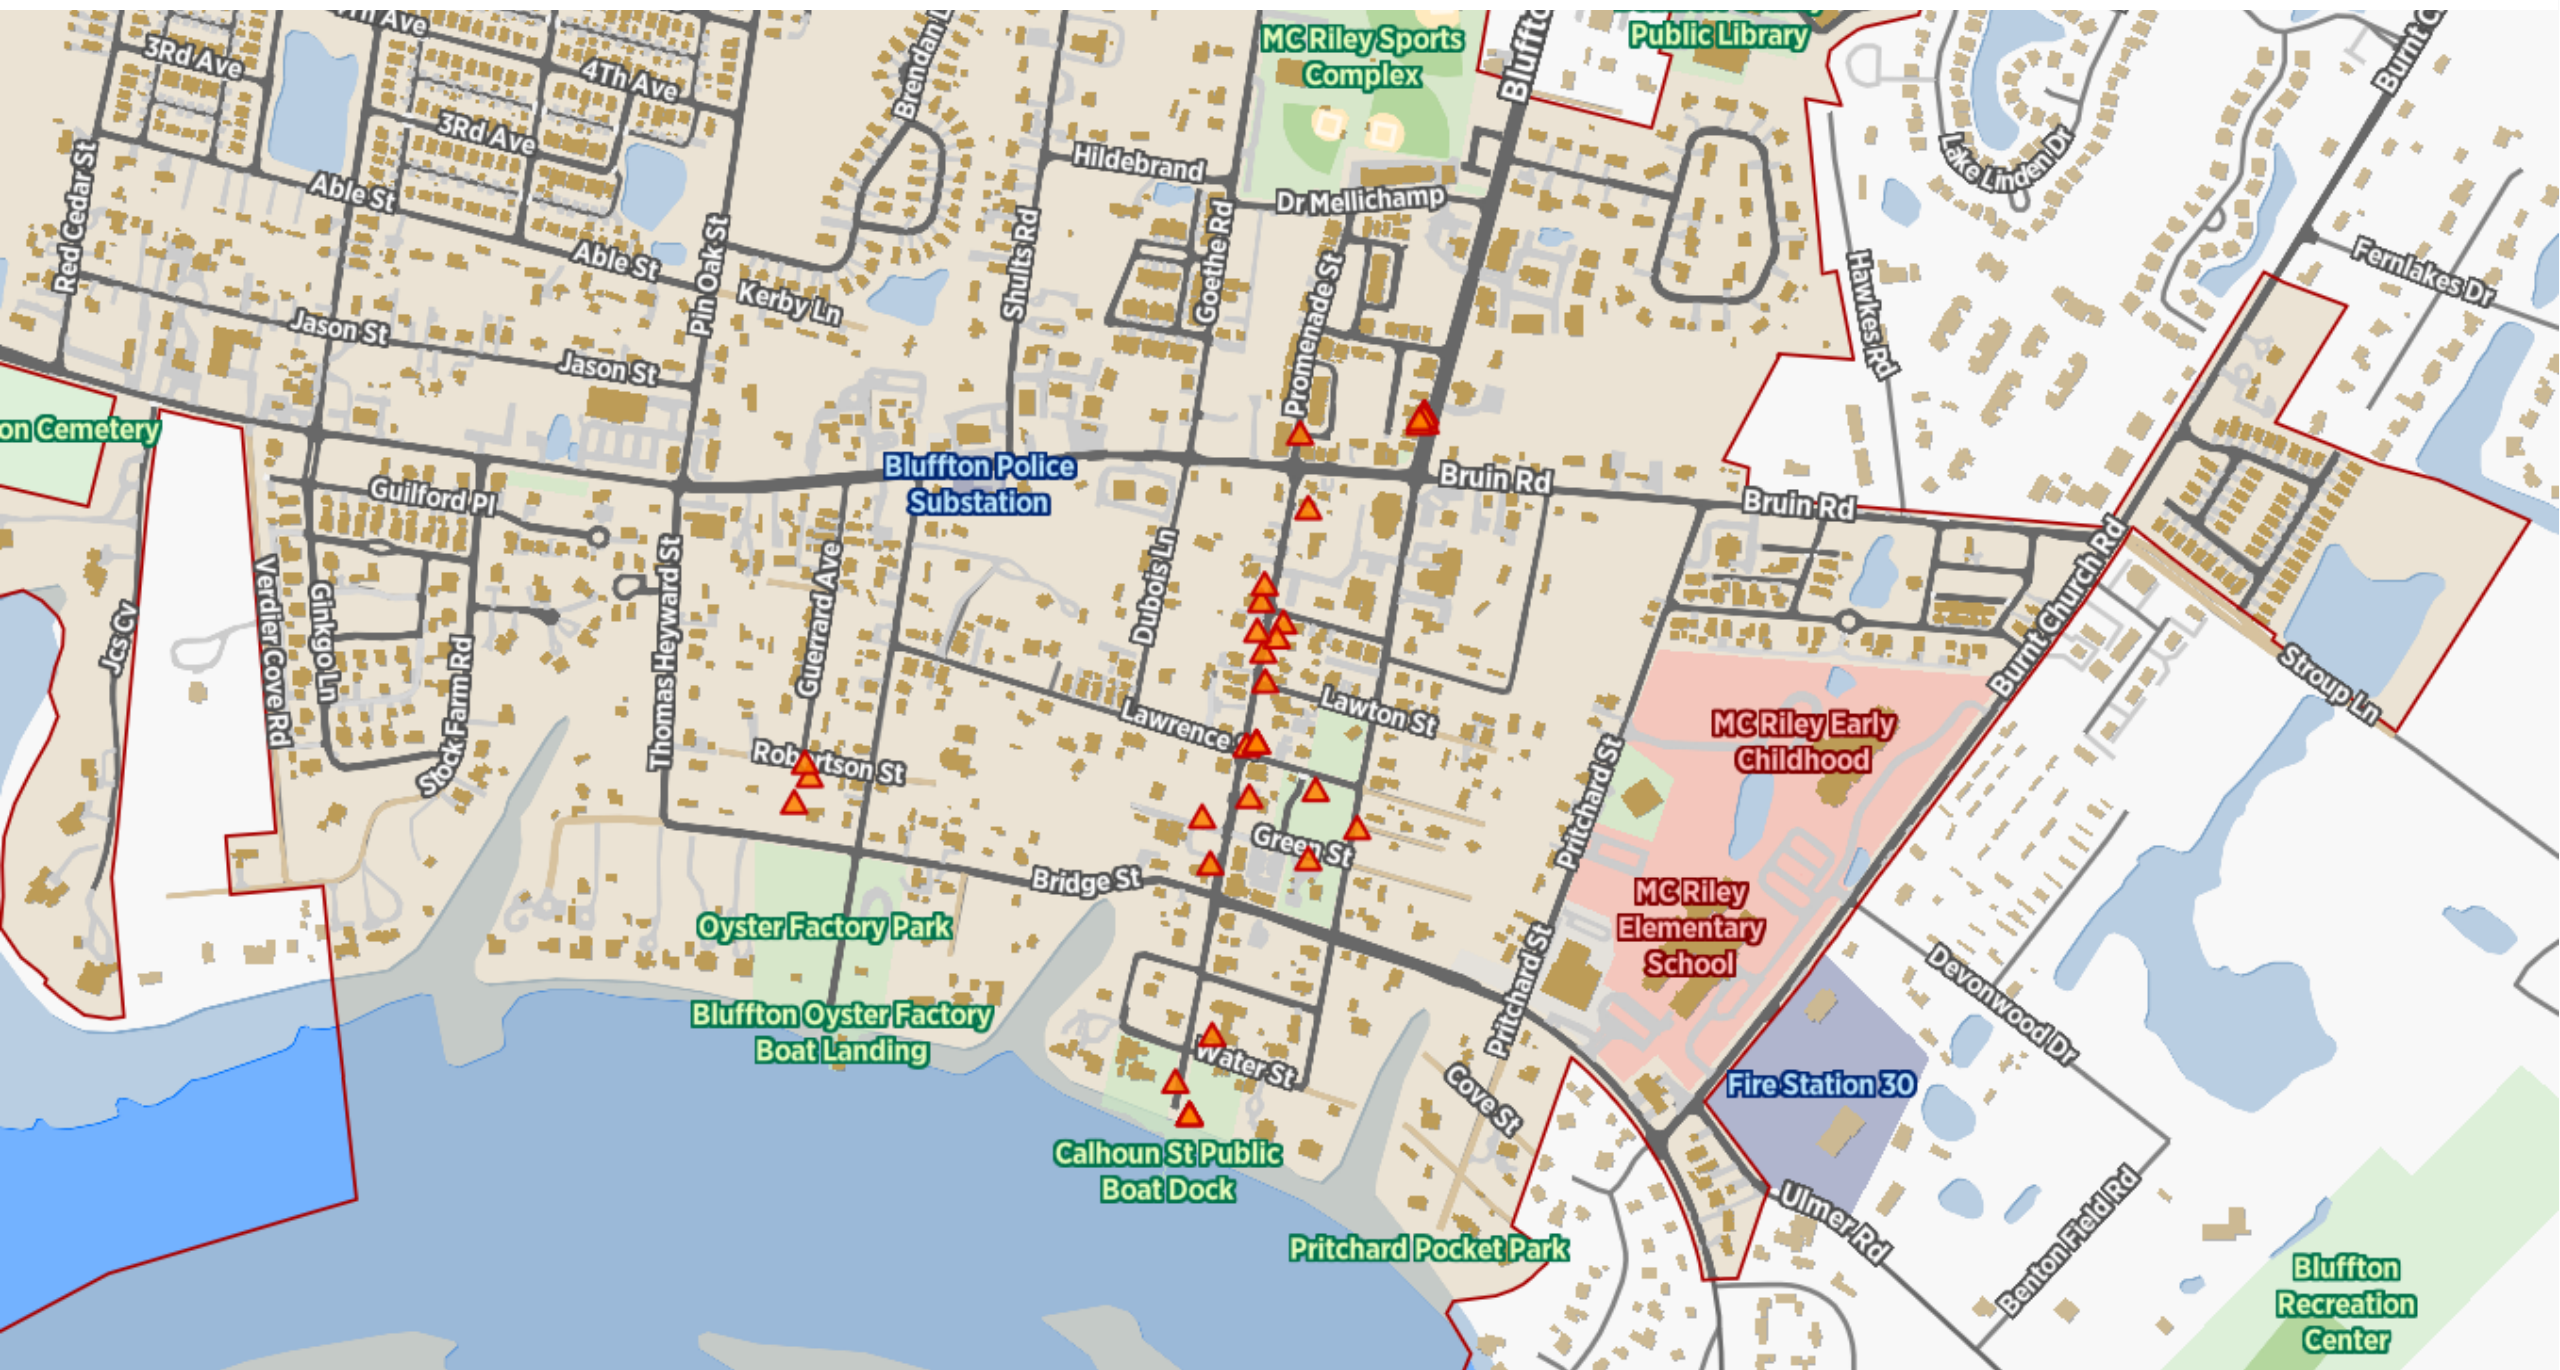 Public Library
MC Riley Sports
Complex
3Rd Ave
4Th Ave
3Rd Ave
Hildebrand
Dr Mellichamp
Lake Linden Dr
Red Cedar St
Able St
Able St
Pin Oak St
Kerby Ln
Shults Rd
Goethe Rd
Promenade St
Hawkes Rd
Fernlakes Dr
Jason St
Jason St
on Cemetery
Bluffton Police
Substation
Guilford Pl
Bruin Rd
Bruin Rd
Burnt Church Rd
Stroup Ln
Jcs Cv
Verdier Cove Rd
Ginkgo Ln
Stock Farm Rd
Thomas Heyward St
Guerrard Ave
Dubois Ln
Lawrence
Lawton St
Robertson St
MC Riley Early
Childhood
Pritchard St
Green St
Bridge St
MC Riley
Elementary
School
Oyster Factory Park
Bluffton Oyster Factory
Boat Landing
Pritchard St
Devonwood Dr
Water St
Cove St
Fire Station 30
Calhoun St Public
Boat Dock
Ulmer Rd
Benton Field Rd
Pritchard Pocket Park
Bluffton
Recreation
Center